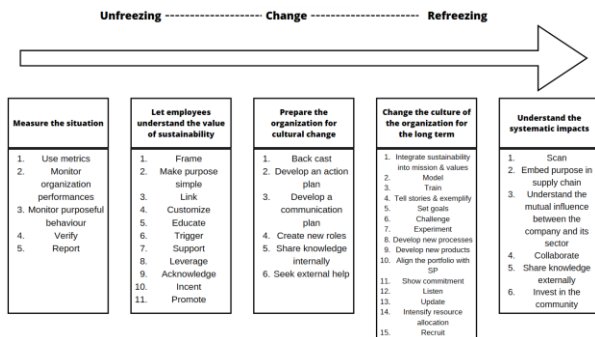 Unfreezing ---------------- Change ---------------- Refreezing
Measure the situation
1. Use metrics
2. Monitor
organization
performances
3. Monitor purposeful
behaviour
4. Verify
5. Report
Let employees
understand the value
of sustainability
1. Frame
2. Make purpose
simple
3. Link
4. Customize
5. Educate
6. Trigger
7. Support
8. Leverage
9. Acknowledge
10. Incent
11. Promote
Prepare the
organization for
cultural change
1. Back cast
2. Develop an action
plan
3. Develop a
communication
plan
4. Create new roles
5. Share knowledge
internally
6. Seek external help
Change the culture of
the organization for
the long term
1. Integrate sustainability
into mission & values
2. Model
3. Train
4. Tell stories & exemplify
5. Set goals
6. Challenge
7. Experiment
8. Develop new processes
9. Develop new products
10. Align the portfolio with
SP
11. Show commitment
12. Listen
13. Update
14. Intensify resource
allocation
15. Recruit
Understand the
systematic impacts
1. Scan
2. Embed purpose in
supply chain
3. Understand the
mutual influence
between the
company and its
sector
4. Collaborate
5. Share knowledge
externally
6. Invest in the
community